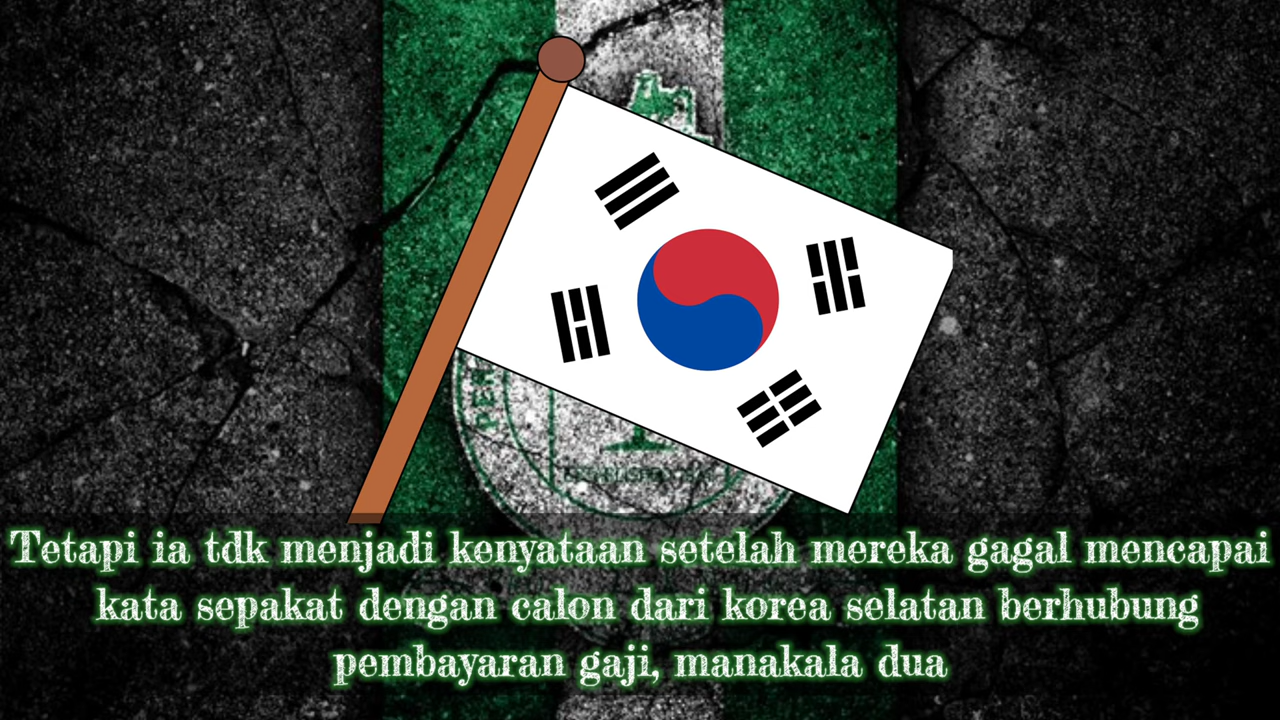 Tetapi ia tdk menjadi kenyataan setelah mereka gagal mencapai
kata sepakat dengan calon dari korea selatan berhubung
pembayaran gaji, manakala dua